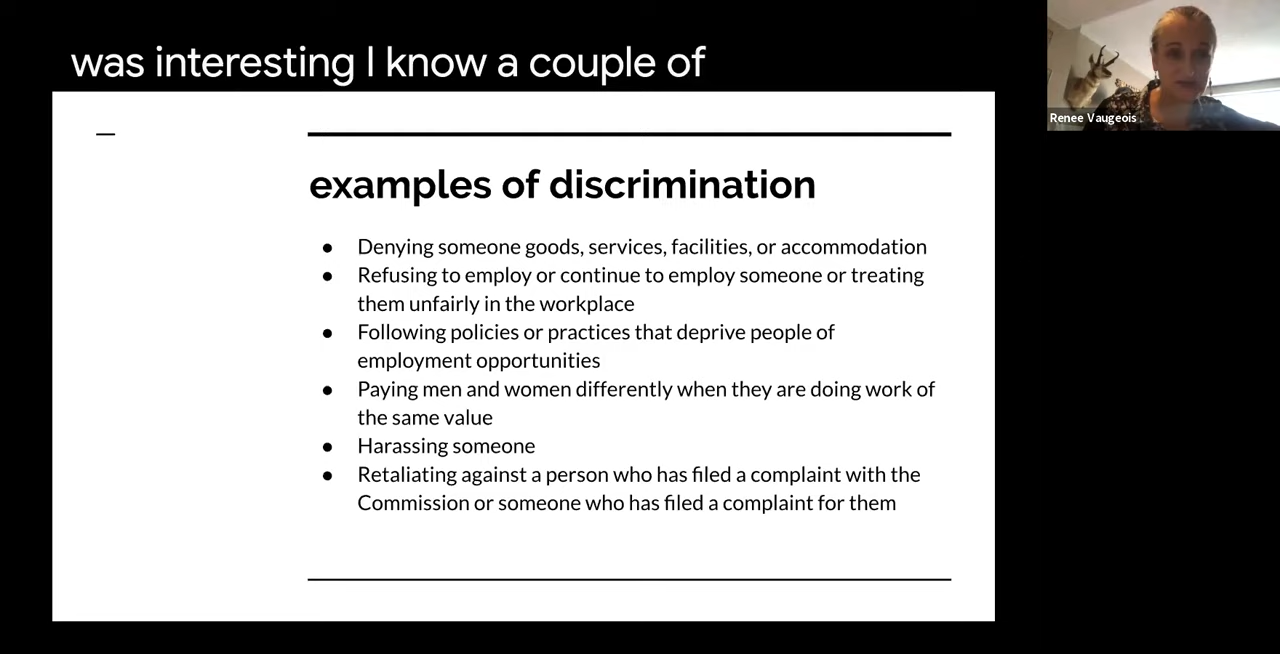 was interesting I know a couple of
Renee Vaugeois
examples of discrimination
● Denying someone goods, services, facilities, or accommodation
● Refusing to employ or continue to employ someone or treating
them unfairly in the workplace
● Following policies or practices that deprive people of
employment opportunities
● Paying men and women differently when they are doing work of
the same value
● Harassing someone
● Retaliating against a person who has filed a complaint with the
Commission or someone who has filed a complaint for them